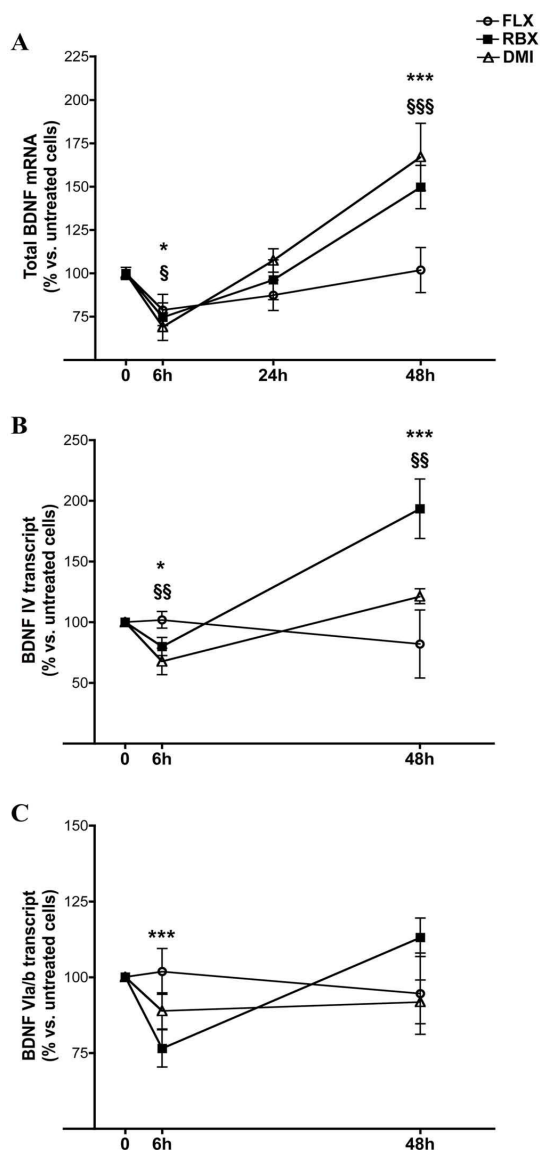 FLX
RBX
DMI
A
Total BDNF mRNA
(% vs. untreated cells)
225
200
175
150
125
100
75
*
§
***
§§§
0 6h 24h 48h
B
BDNF IV transcript
(% vs. untreated cells)
250
200
150
100
50
*
§§
***
§§
0 6h 48h
C
BDNF VIa/b transcript
(% vs. untreated cells)
150
125
100
75
***
0 6h 48h